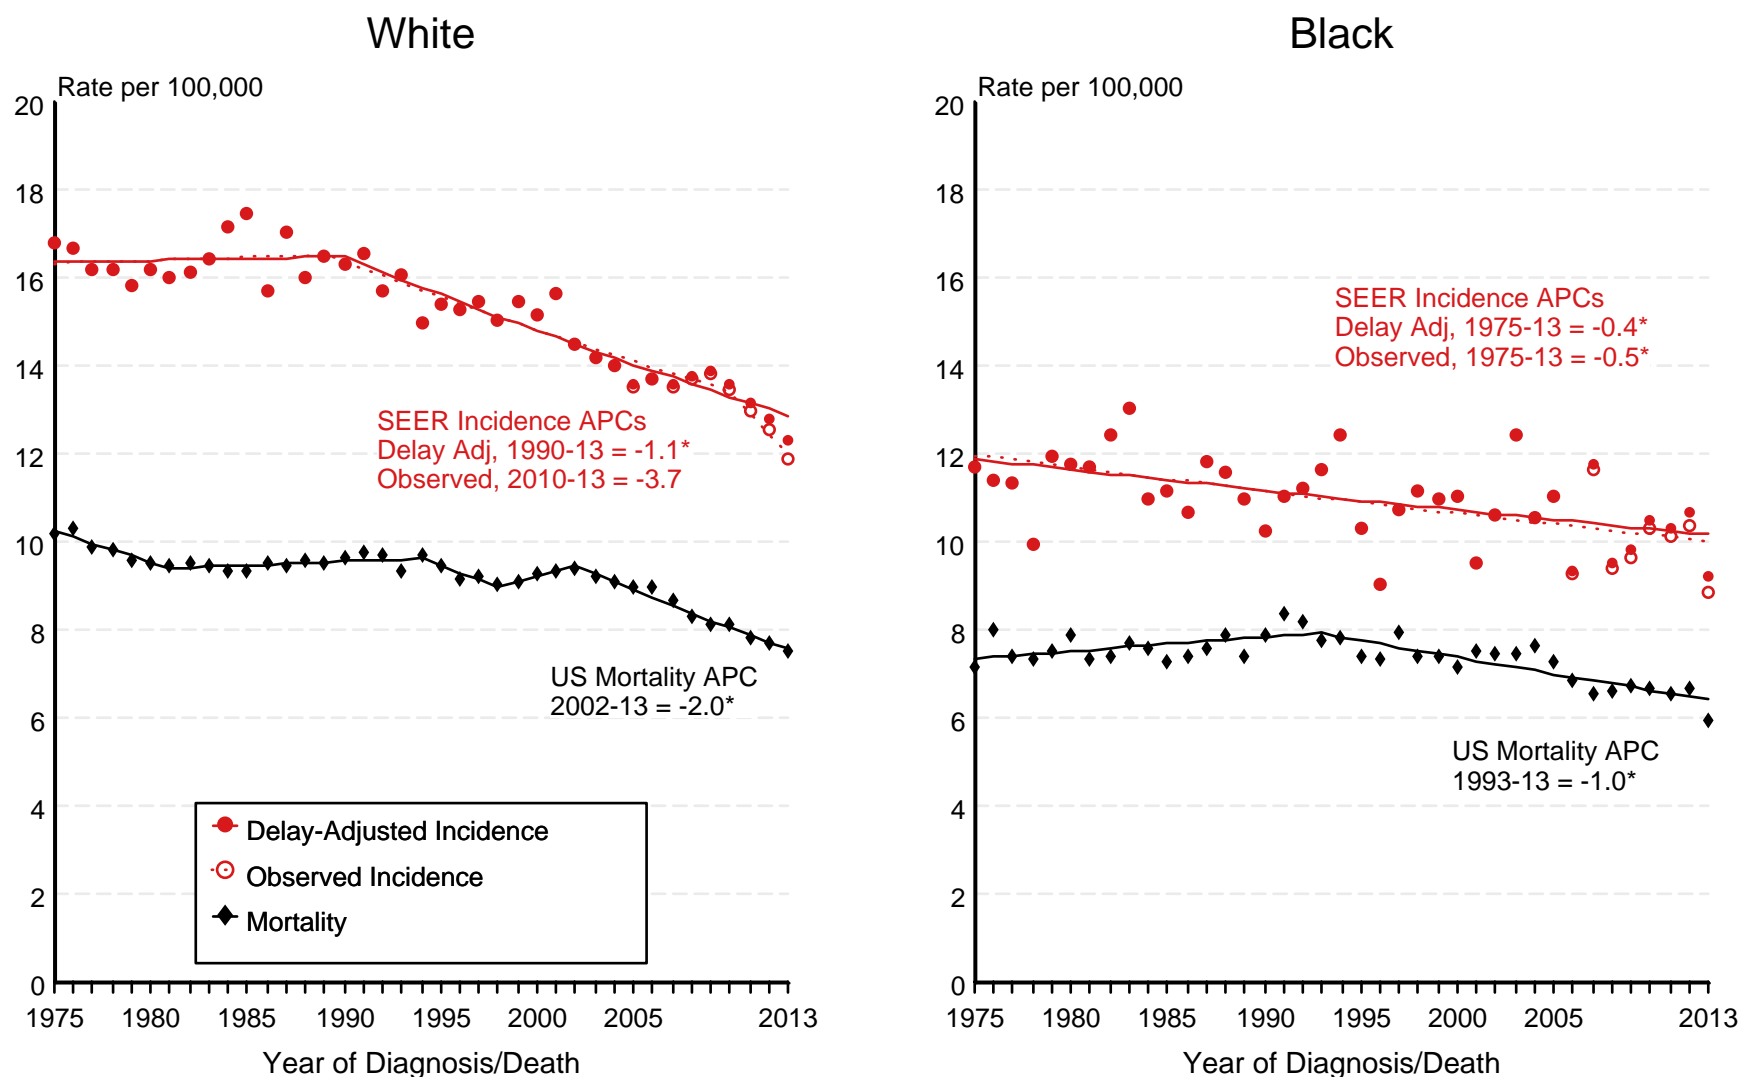 White
Rate per 100,000
20
18
16
14
12
10
8
6
4
2
0
SEER Incidence APCs
Delay Adj, 1990-13 = -1.1*
Observed, 2010-13 = -3.7
US Mortality APC
2002-13 = -2.0*
Delay-Adjusted Incidence
Observed Incidence
Mortality
1975 1980 1985 1990 1995 2000 2005 2013
Year of Diagnosis/Death
Black
Rate per 100,000
20
18
16
14
12
10
8
6
4
2
0
SEER Incidence APCs
Delay Adj, 1975-13 = -0.4*
Observed, 1975-13 = -0.5*
US Mortality APC
1993-13 = -1.0*
1975 1980 1985 1990 1995 2000 2005 2013
Year of Diagnosis/Death